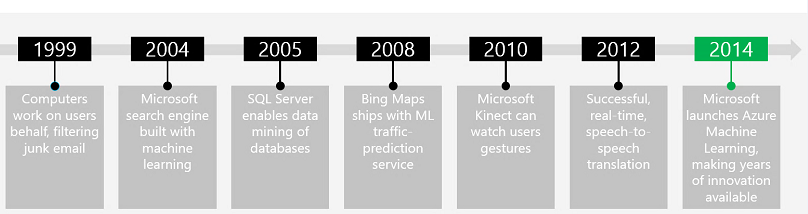 1999
2004
2005
2008
2010
2012
2014
Computers
work on users
behalf, filtering
junk email
Microsoft
search engine
built with
machine
learning
SQL Server
enables data
mining of
databases
Bing Maps
ships with ML
traffic-
prediction
service
Microsoft
Kinect can
watch users
gestures
Successful,
real-time,
speech-to-
speech
translation
Microsoft
launches Azure
Machine
Learning,
making years
of innovation
available